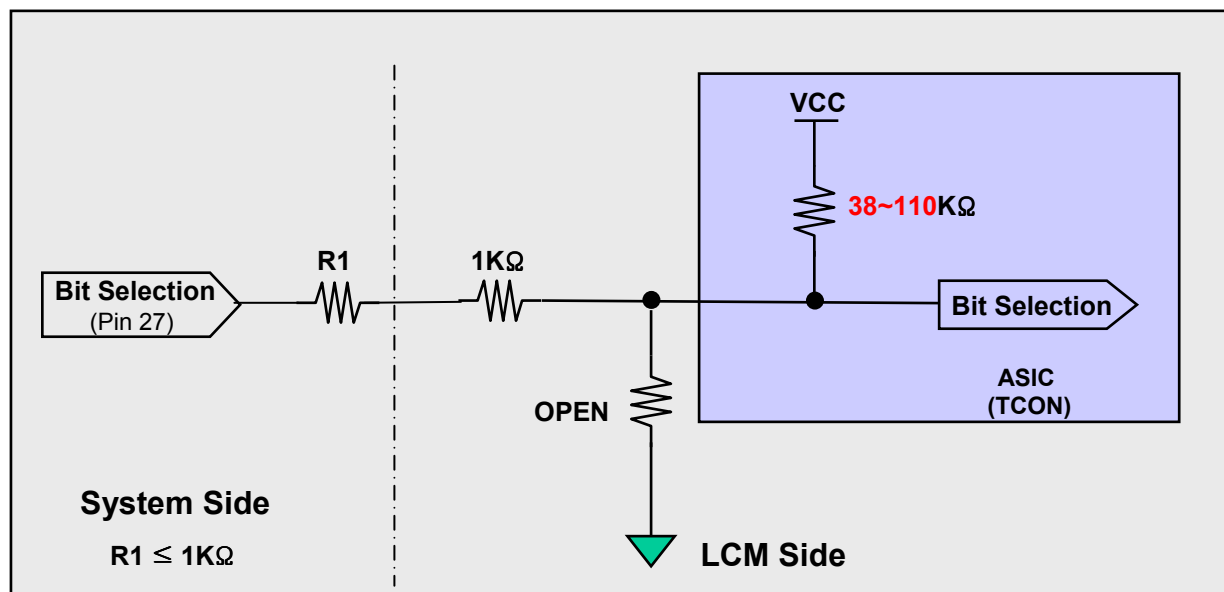 VCC
38~110KΩ
R1
1KΩ
Bit Selection
(Pin 27)
Bit Selection
OPEN
ASIC
(TCON)
System Side
R1 ≤ 1KΩ
LCM Side